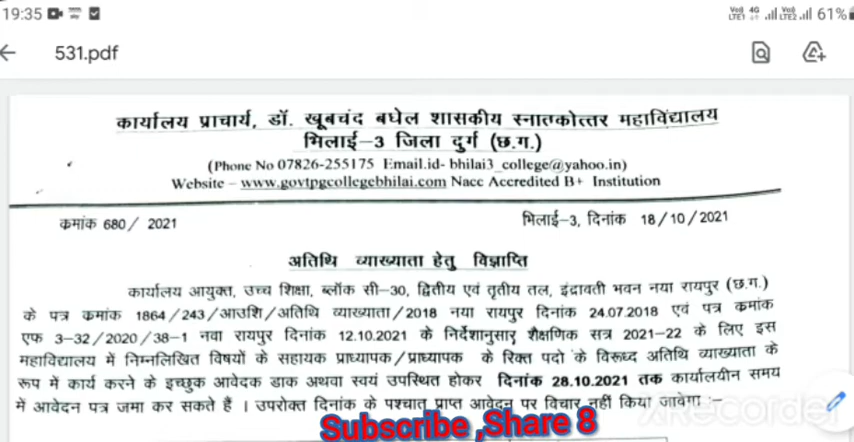 19:35
Vo) 4G LTE1 Vo) LTE2 61%
531.pdf
कार्यालय प्राचार्य, डॉ. खूबचंद बघेल शासकीय स्नातकोत्तर महाविद्यालय
भिलाई-3 जिला दुर्ग (छ.ग.)
(Phone No 07826-255175 Email.id- bhilai3_college@yahoo.in)
Website – www.govtpgcollegebhilai.com Nacc Accredited B+ Institution
क्रमांक 680/ 2021
भिलाई-3, दिनांक 18/10/2021
अतिथि व्याख्याता हेतु विज्ञाप्ति
कार्यालय आयुक्त, उच्च शिक्षा, ब्लॉक सी-30, द्वितीय एवं तृतीय तल, इंद्रावती भवन नया रायपुर (छ.ग.)
के पत्र क्रमांक 1864/243/आउशि/अतिथि व्याख्याता/2018 नया रायपुर दिनांक 24.07.2018 एवं पत्र क्रमांक
एफ 3-32/2020/38-1 नवा रायपुर दिनांक 12.10.2021 के निर्देशानुसार शैक्षणिक सत्र 2021-22 के लिए इस
महाविद्यालय में निम्नलिखित विषयों के सहायक प्राध्यापक/प्राध्यापक के रिक्त पदो के विरूध्द अतिथि व्याख्याता के
रूप में कार्य करने के इच्छुक आवेदक डाक अथवा स्वयं उपस्थित होकर दिनांक 28.10.2021 तक कार्यालयीन समय
में आवेदन पत्र जमा कर सकते हैं । उपरोक्त दिनांक के पश्चात् प्राप्त आवेदन पर विचार नहीं किया जावेगा :–
XRecorder
Subscribe ,Share 8